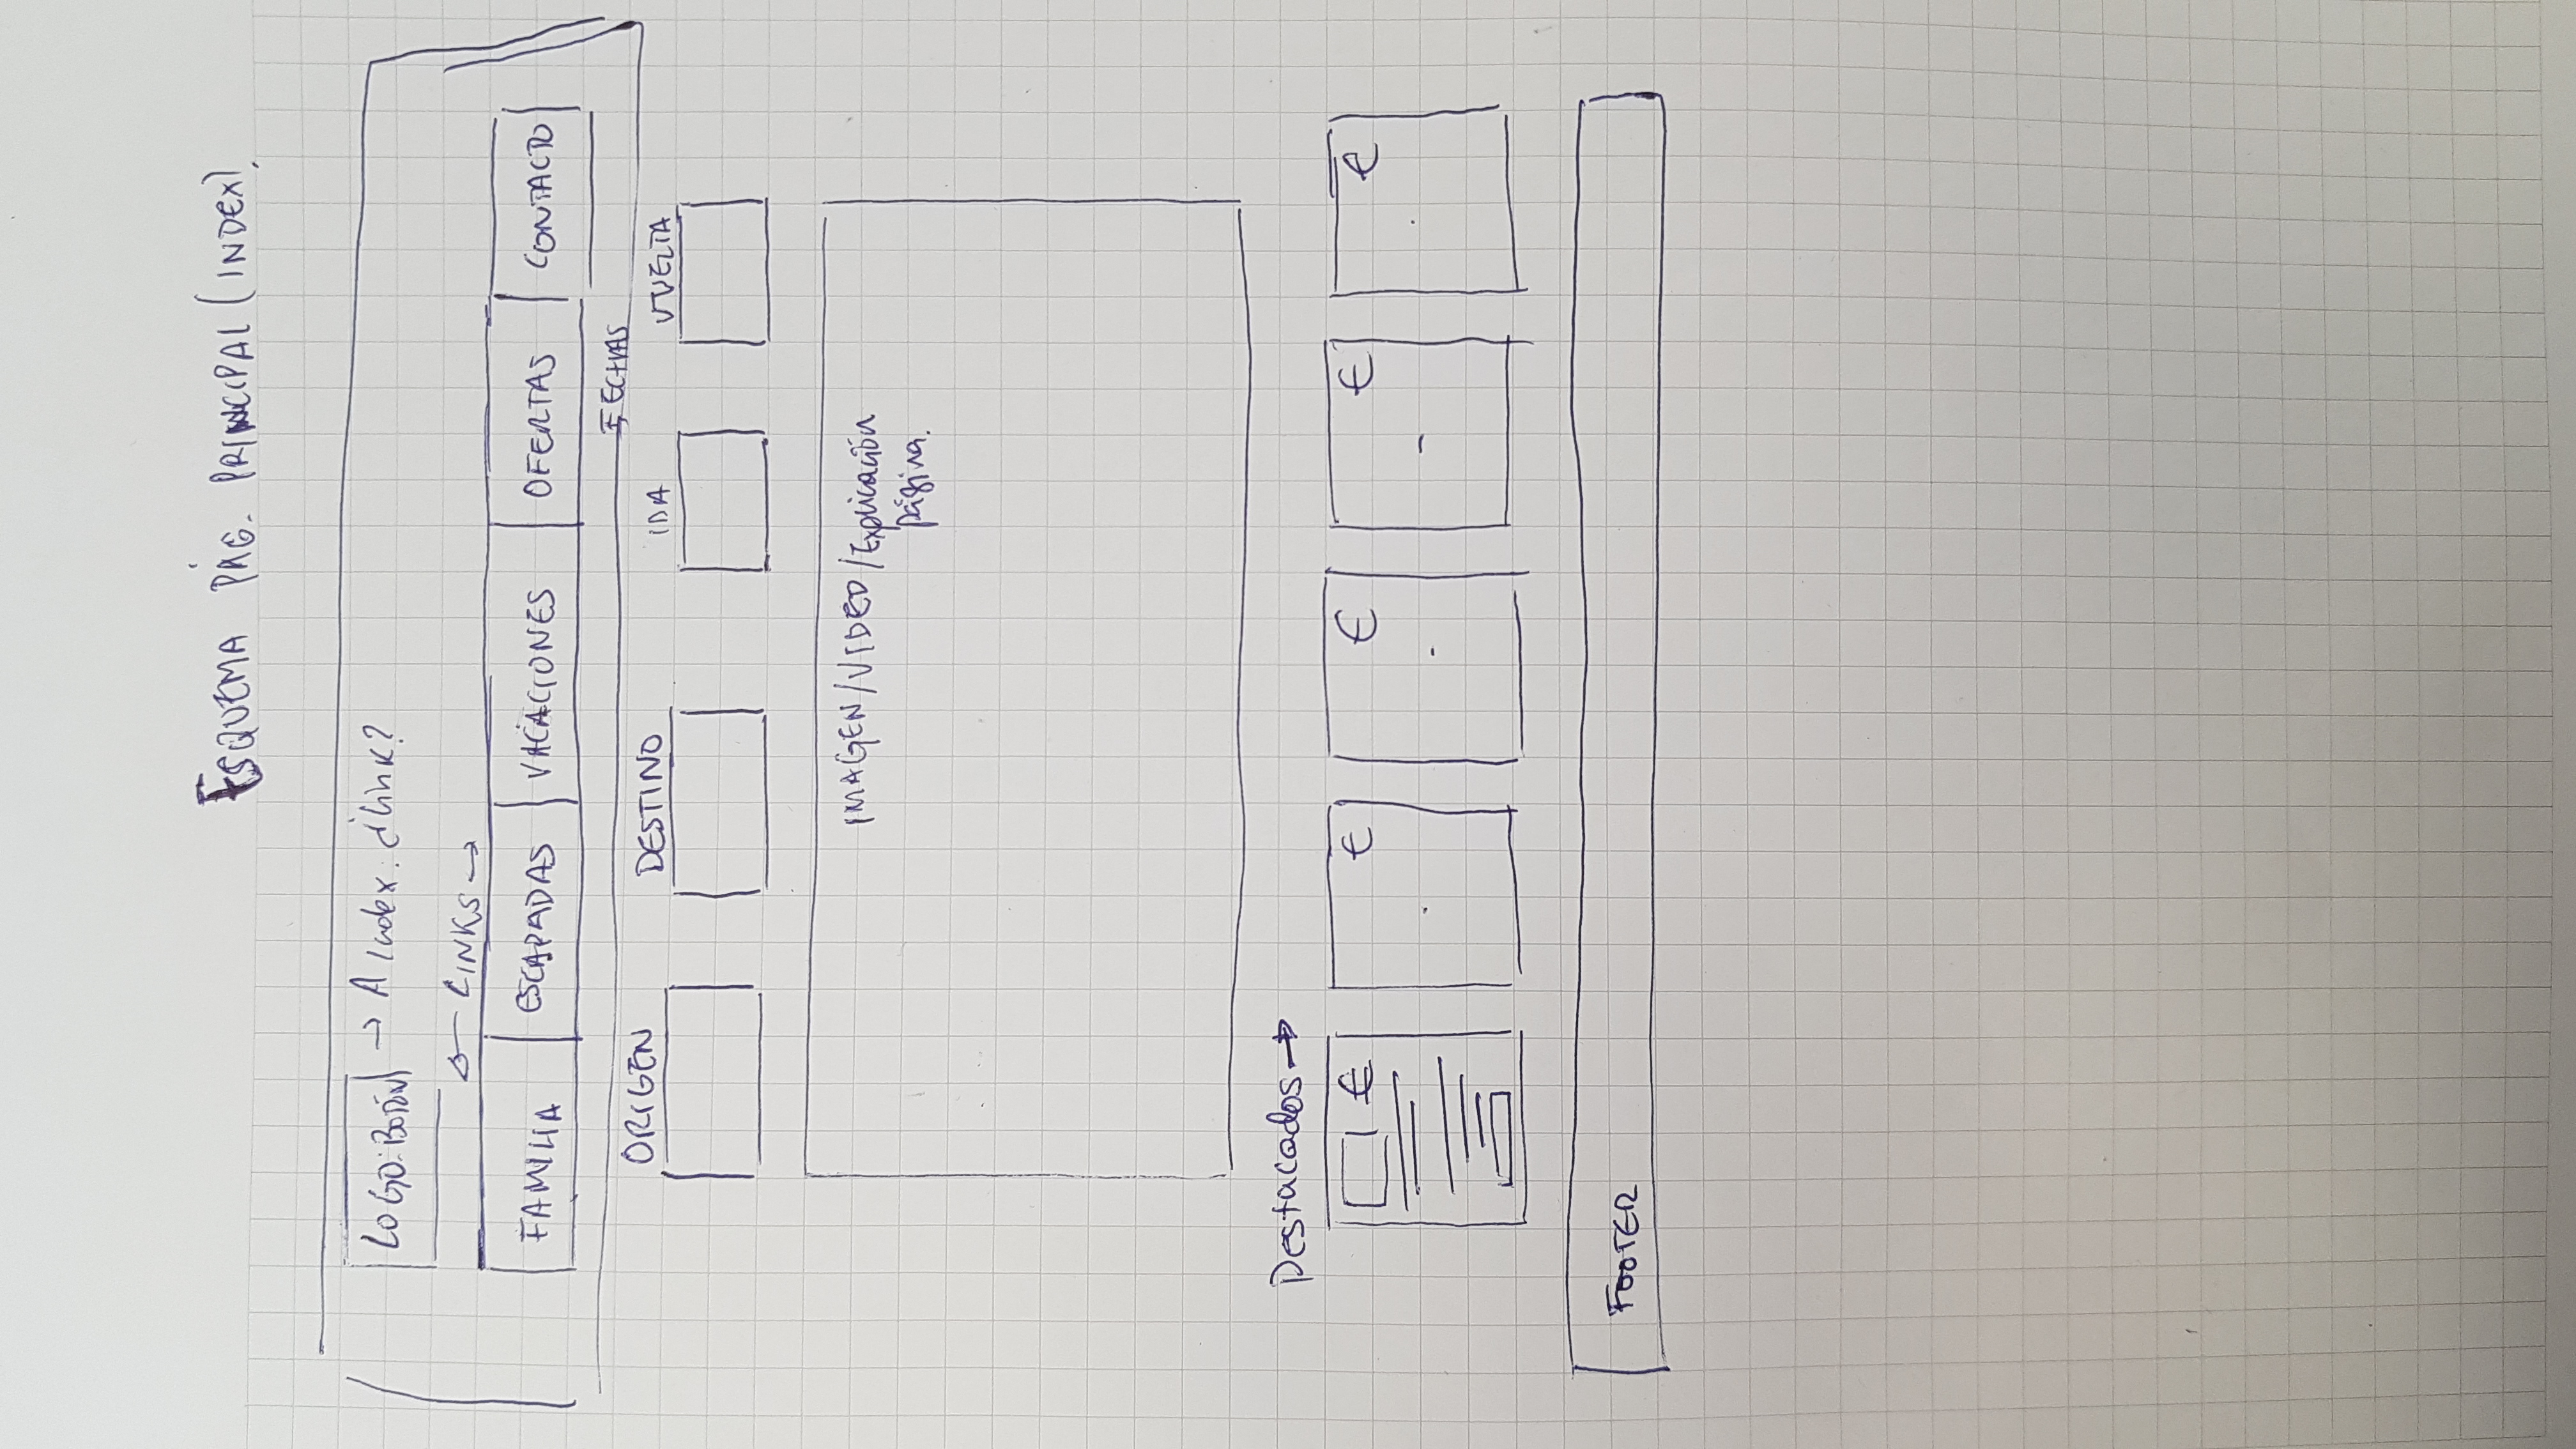 ESQUEMA PÁG. PRINCIPAL (INDEX).
LOGO: BOTÓN → A index. ¿link?
← LINKS →
FAMILIA ESCAPADAS VACACIONES OFERTAS CONTACTO
FECHAS
ORIGEN DESTINO IDA VUELTA
IMAGEN/VIDEO/Explicación
página.
Destacados →
€ € € € €
FOOTER